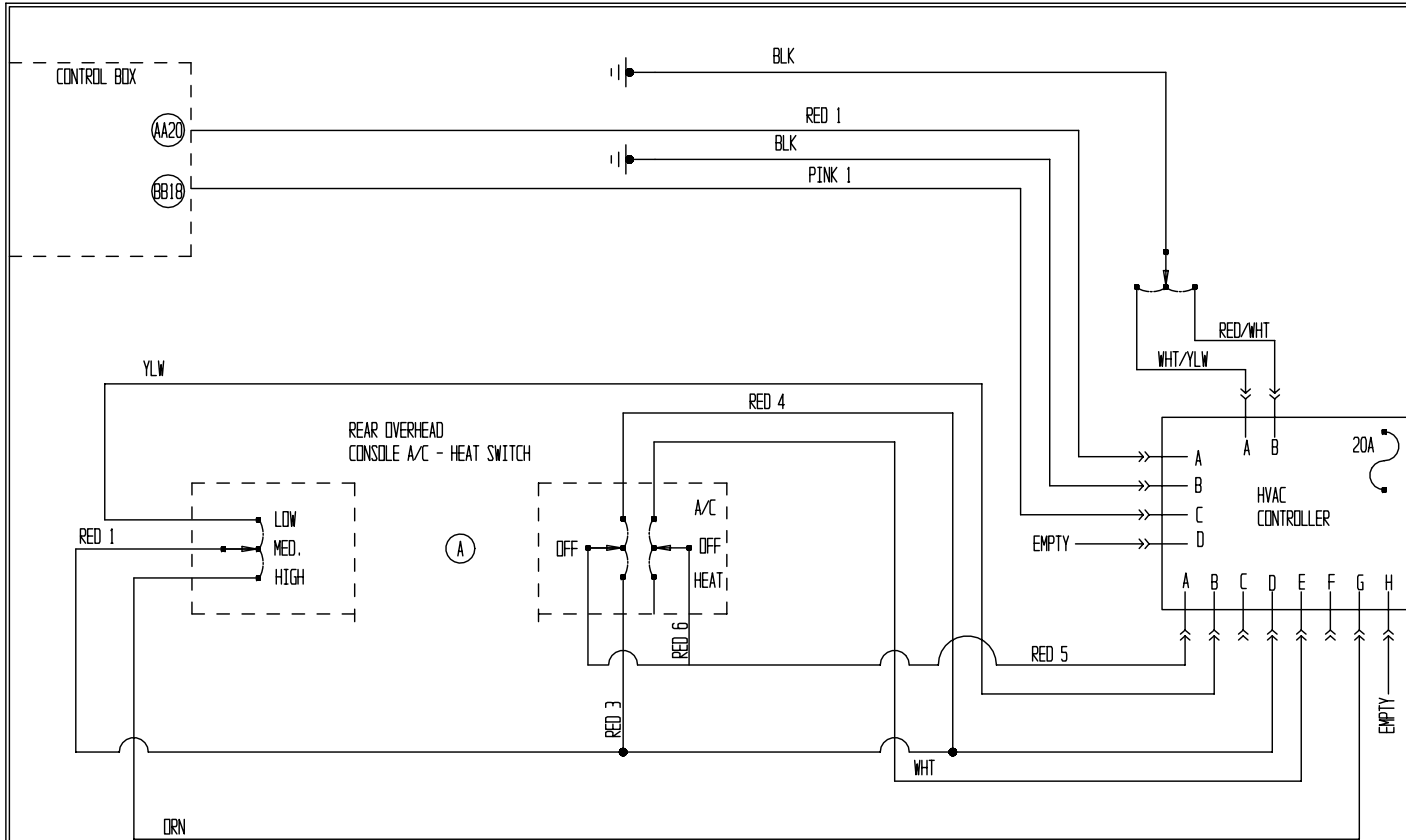 BLK
CONTROL BOX
AA20
RED 1
BLK
BB18
PINK 1
RED/WHT
WHT/YLW
YLW
RED 4
REAR OVERHEAD
CONSOLE A/C - HEAT SWITCH
A
B
20A
A
B
HVAC
CONTROLLER
C
EMPTY
D
LOW
RED 1
MED.
HIGH
A
A/C
OFF
OFF
HEAT
A
B
C
D
E
F
G
H
RED 6
RED 5
RED 3
EMPTY
WHT
ORN